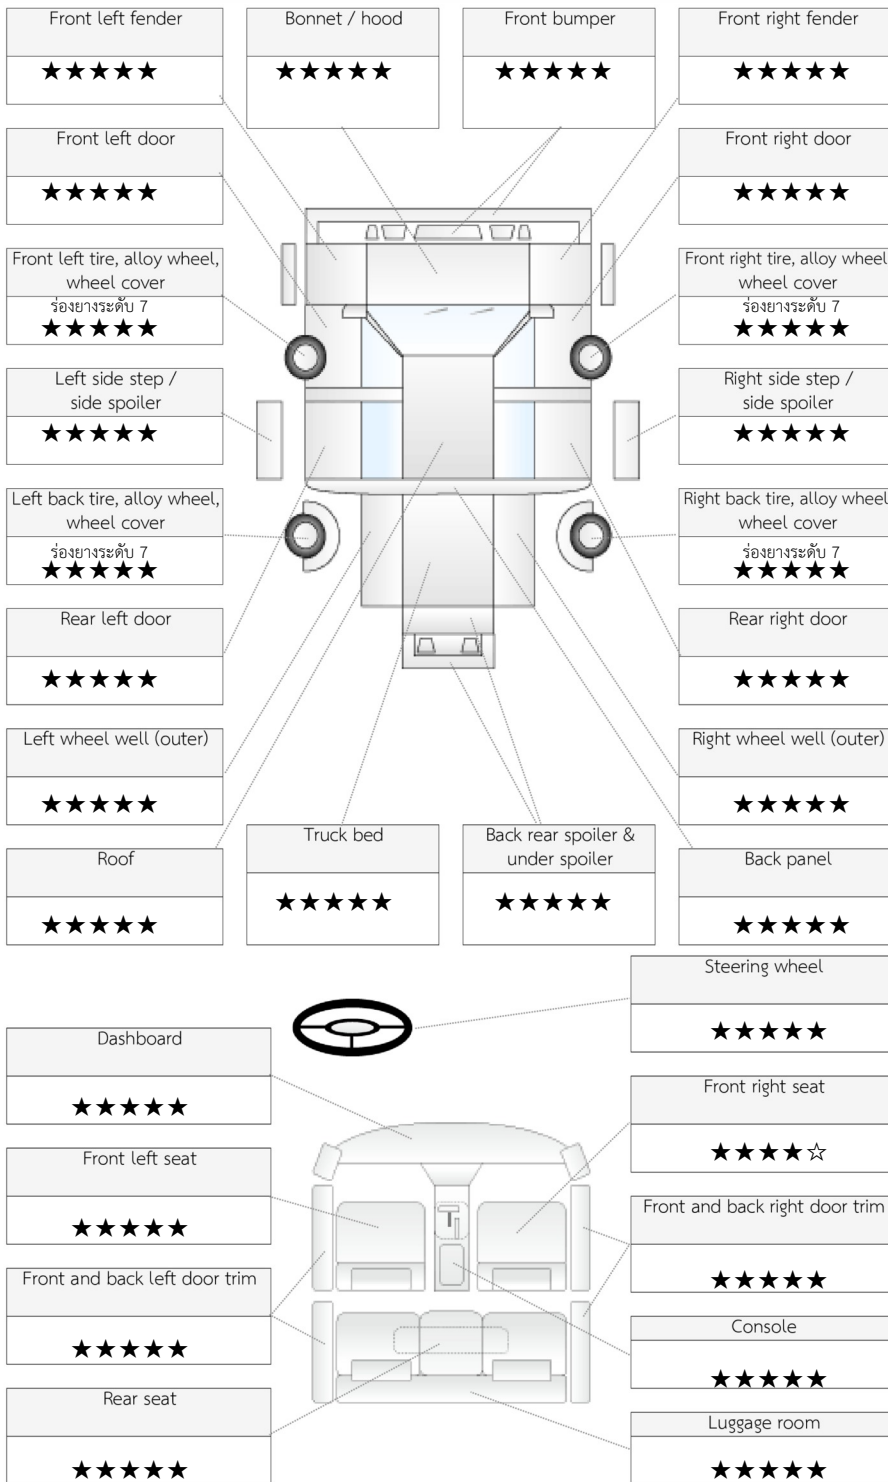 Front left fender
★★★★★
Bonnet / hood
★★★★★
Front bumper
★★★★★
Front right fender
★★★★★
Front left door
★★★★★
Front right door
★★★★★
Front left tire, alloy wheel,
wheel cover
ร่องยางระดับ 7
★★★★★
Front right tire, alloy wheel
wheel cover
ร่องยางระดับ 7
★★★★★
Left side step /
side spoiler
★★★★★
Right side step /
side spoiler
★★★★★
Left back tire, alloy wheel,
wheel cover
ร่องยางระดับ 7
★★★★★
Right back tire, alloy wheel
wheel cover
ร่องยางระดับ 7
★★★★★
Rear left door
★★★★★
Rear right door
★★★★★
Left wheel well (outer)
★★★★★
Right wheel well (outer)
★★★★★
Roof
★★★★★
Truck bed
★★★★★
Back rear spoiler &
under spoiler
★★★★★
Back panel
★★★★★
Steering wheel
★★★★★
Dashboard
★★★★★
Front right seat
★★★★☆
Front left seat
★★★★★
Front and back right door trim
★★★★★
Front and back left door trim
★★★★★
Console
★★★★★
Rear seat
★★★★★
Luggage room
★★★★★